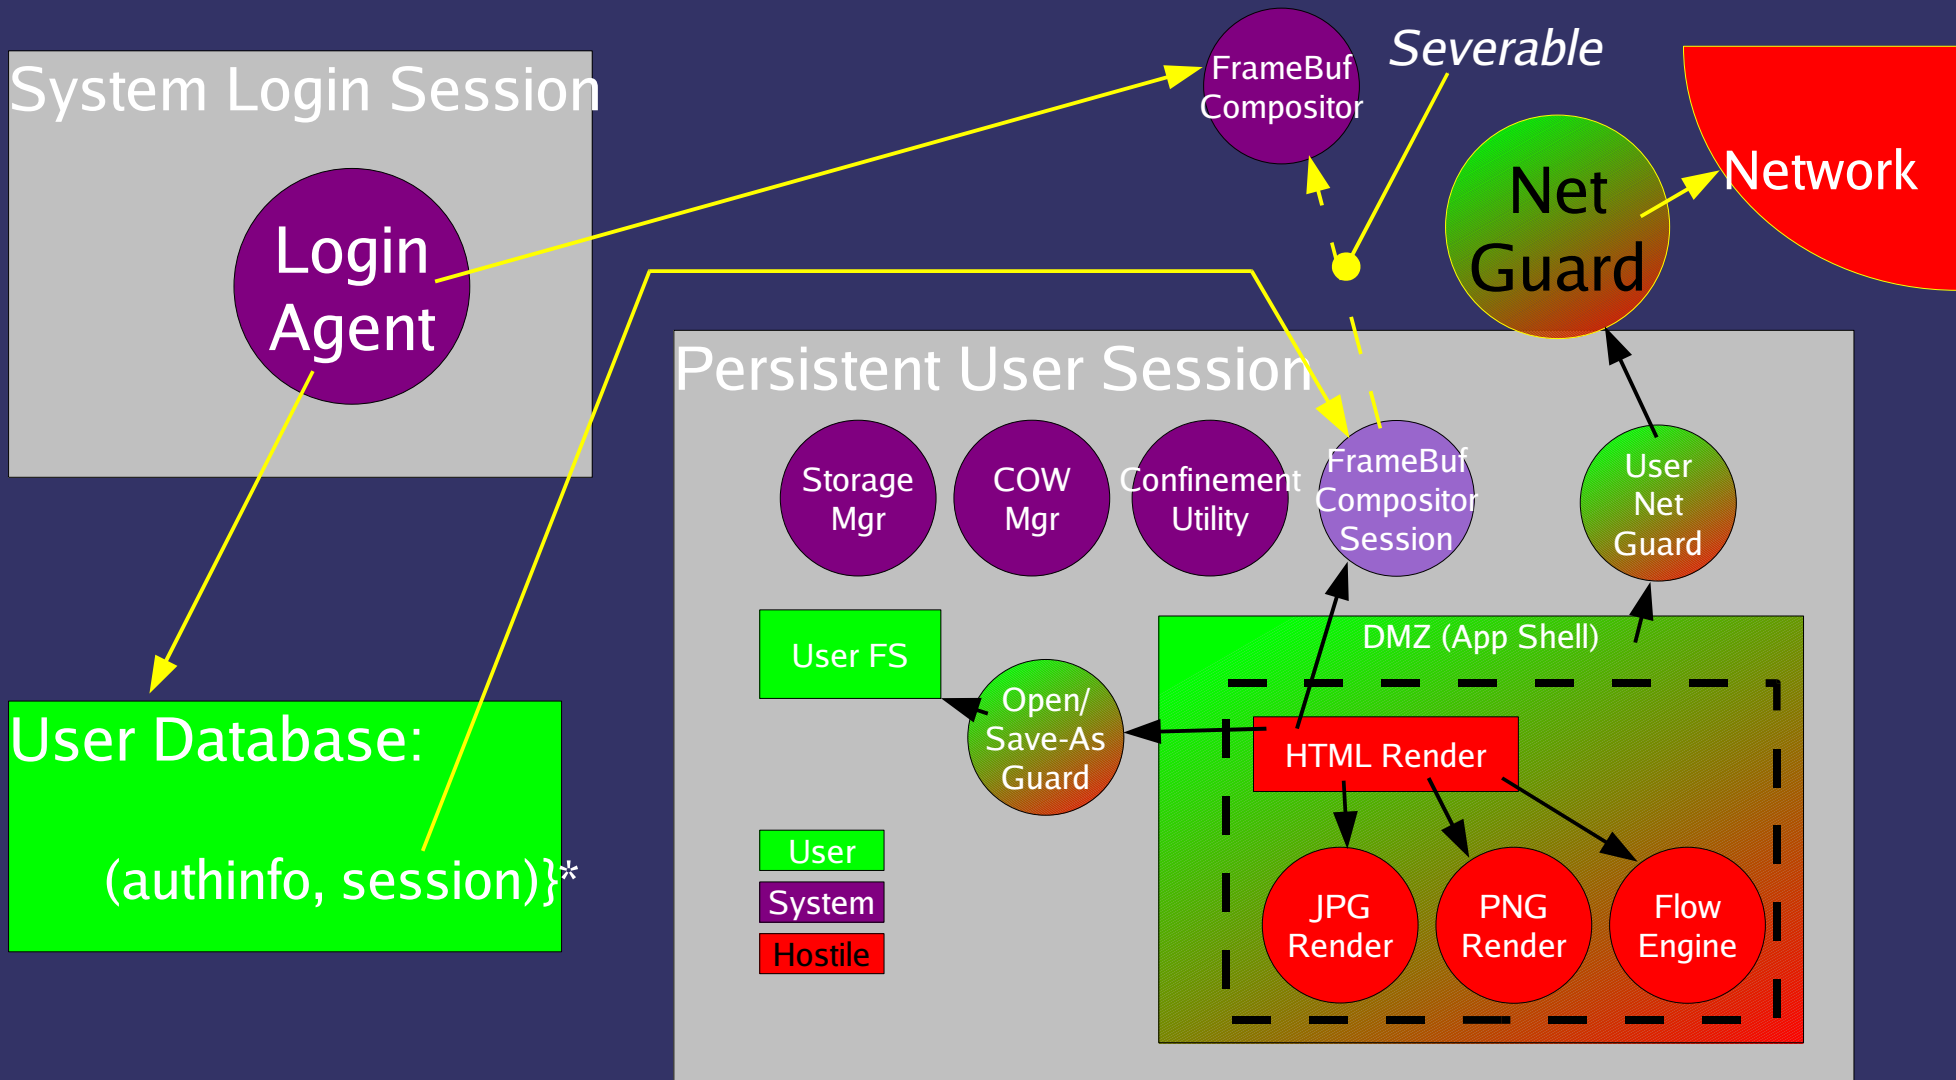 System Login Session
Login
Agent
FrameBuf
Compositor
Severable
Net
Guard
Network
Persistent User Session
Storage
Mgr
COW
Mgr
Confinement
Utility
FrameBuf
Compositor
Session
User
Net
Guard
User FS
Open/
Save-As
Guard
DMZ (App Shell)
HTML Render
JPG
Render
PNG
Render
Flow
Engine
User Database:
(authinfo, session)}*
User
System
Hostile